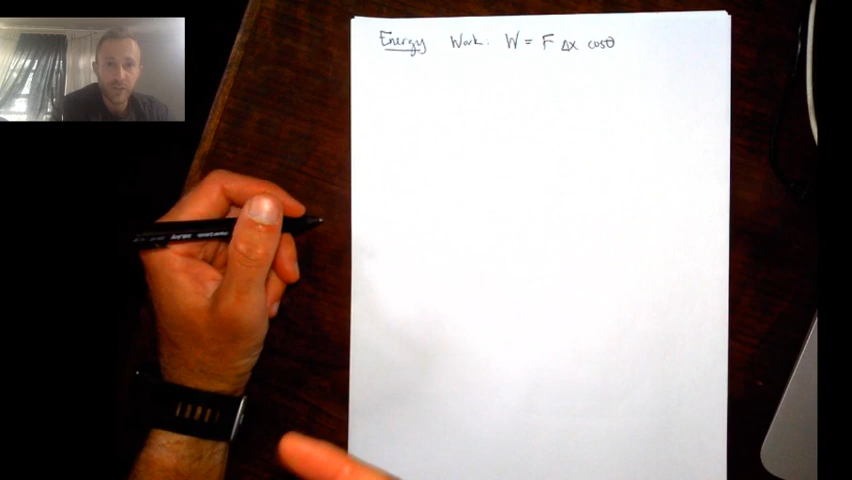 Energy Work: W = F Δx cosθ